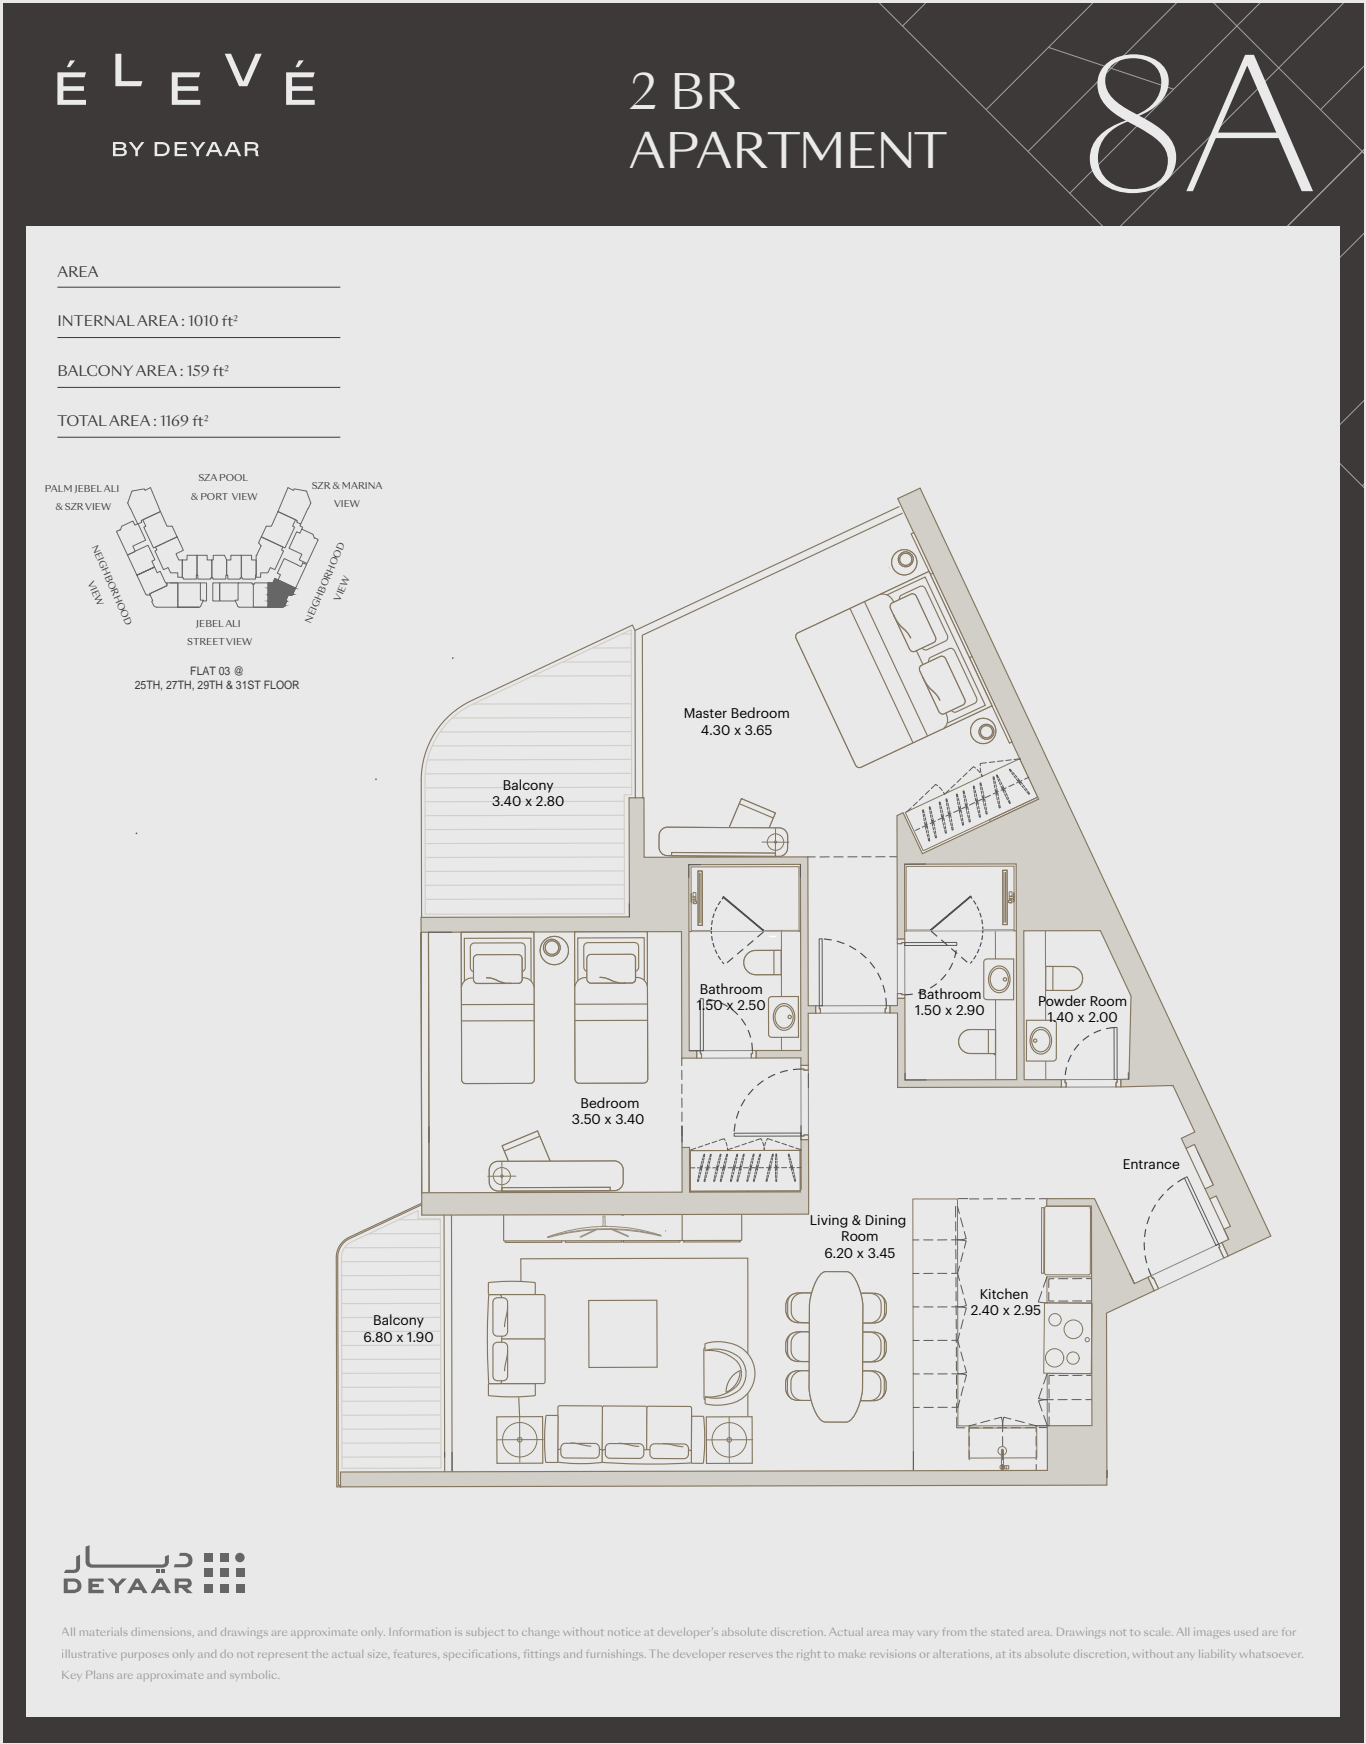 ÉLEVÉ
BY DEYAAR
2 BR
APARTMENT
8A
AREA
INTERNAL AREA : 1010 ft²
BALCONY AREA : 159 ft²
TOTAL AREA : 1169 ft²
SZA POOL
& PORT VIEW
PALM JEBEL ALI
& SZR VIEW
SZR & MARINA
VIEW
NEIGHBORHOOD
VIEW
NEIGHBORHOOD
VIEW
JEBEL ALI
STREET VIEW
FLAT 03 @
25TH, 27TH, 29TH & 31ST FLOOR
Master Bedroom
4.30 x 3.65
Balcony
3.40 x 2.80
Bathroom
1.50 x 2.50
Bathroom
1.50 x 2.90
Powder Room
1.40 x 2.00
Bedroom
3.50 x 3.40
Entrance
Living & Dining
Room
6.20 x 3.45
Kitchen
2.40 x 2.95
Balcony
6.80 x 1.90
ديار
DEYAAR
All materials dimensions, and drawings are approximate only. Information is subject to change without notice at developer's absolute discretion. Actual area may vary from the stated area. Drawings not to scale. All images used are for
illustrative purposes only and do not represent the actual size, features, specifications, fittings and furnishings. The developer reserves the right to make revisions or alterations, at its absolute discretion, without any liability whatsoever.
Key Plans are approximate and symbolic.